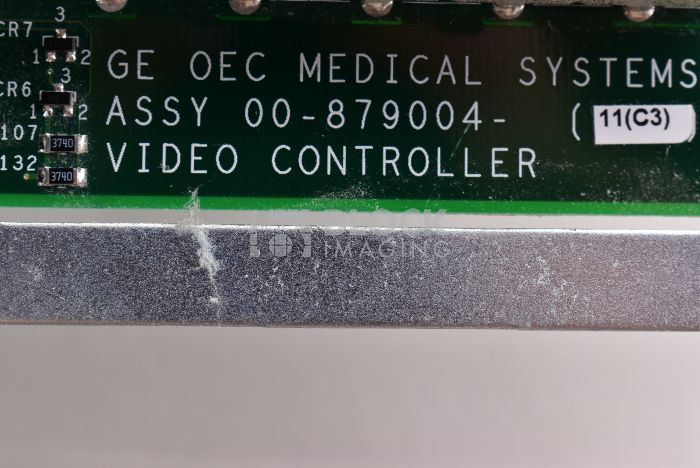 CR7
3
1
2
GE OEC MEDICAL SYSTEMS
CR6
3
1
2
ASSY 00-879004- ( 11(C3) )
107
3740
VIDEO CONTROLLER
132
3740
BLOCK
IMAGING